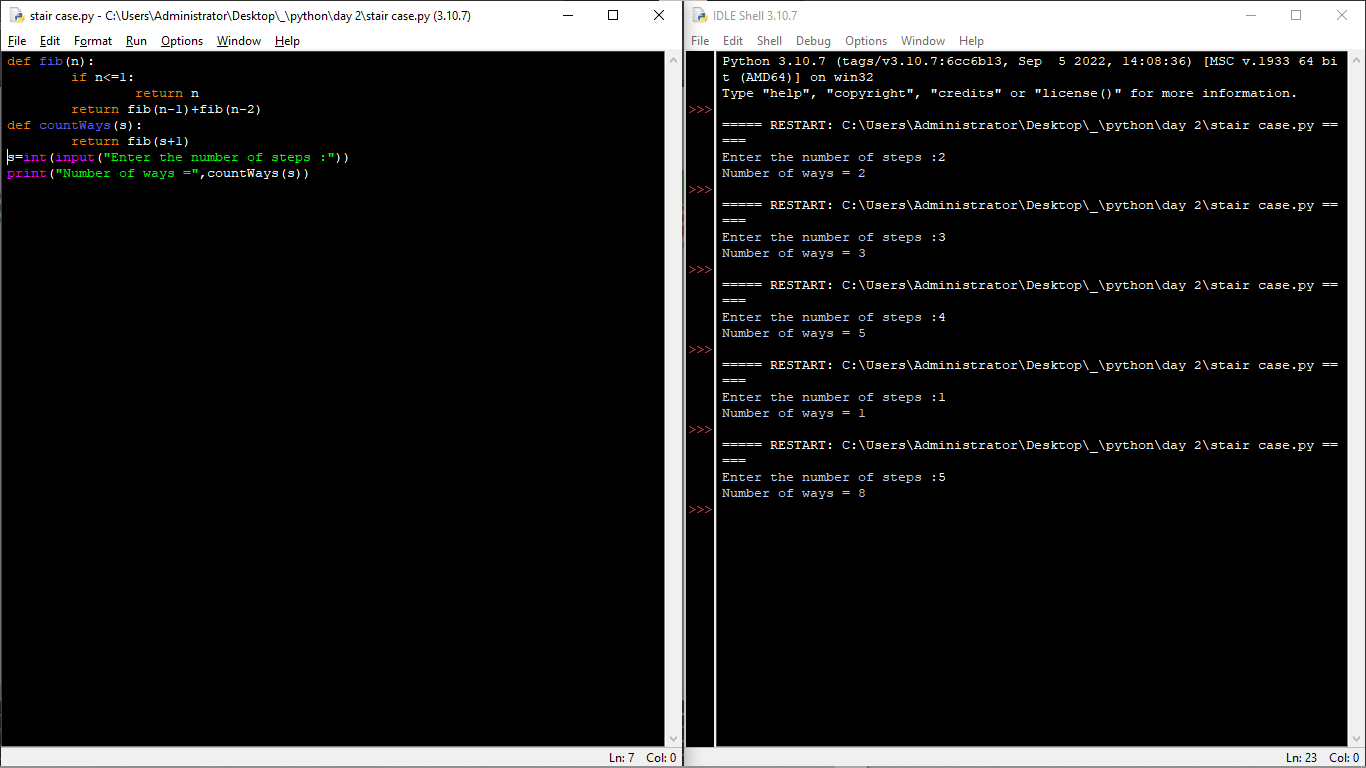 stair case.py - C:\Users\Administrator\Desktop\_\python\day 2\stair case.py (3.10.7)
File Edit Format Run Options Window Help
def fib(n):
        if n<=1:
                return n
        return fib(n-1)+fib(n-2)
def countWays(s):
        return fib(s+1)
s=int(input("Enter the number of steps :"))
print("Number of ways =",countWays(s))
Ln: 7 Col: 0
IDLE Shell 3.10.7
File Edit Shell Debug Options Window Help
Python 3.10.7 (tags/v3.10.7:6cc6b13, Sep  5 2022, 14:08:36) [MSC v.1933 64 bi
t (AMD64)] on win32
Type "help", "copyright", "credits" or "license()" for more information.
>>>
===== RESTART: C:\Users\Administrator\Desktop\_\python\day 2\stair case.py ==
===
Enter the number of steps :2
Number of ways = 2
>>>
===== RESTART: C:\Users\Administrator\Desktop\_\python\day 2\stair case.py ==
===
Enter the number of steps :3
Number of ways = 3
>>>
===== RESTART: C:\Users\Administrator\Desktop\_\python\day 2\stair case.py ==
===
Enter the number of steps :4
Number of ways = 5
>>>
===== RESTART: C:\Users\Administrator\Desktop\_\python\day 2\stair case.py ==
===
Enter the number of steps :1
Number of ways = 1
>>>
===== RESTART: C:\Users\Administrator\Desktop\_\python\day 2\stair case.py ==
===
Enter the number of steps :5
Number of ways = 8
>>>
Ln: 23 Col: 0